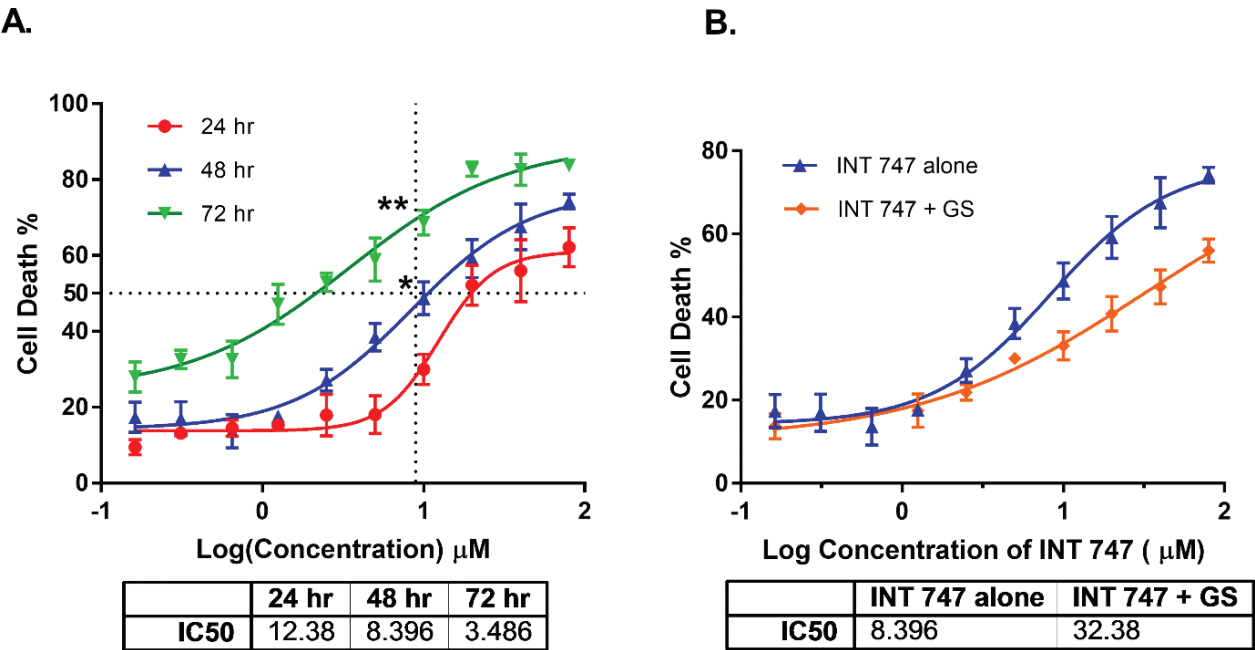 A.
100
80
60
50
40
20
0
Cell Death %
24 hr
48 hr
72 hr
**
*
-1 0 1 2
Log(Concentration) μM
24 hr 48 hr 72 hr
IC50 12.38 8.396 3.486
B.
80
60
40
20
0
Cell Death %
INT 747 alone
INT 747 + GS
-1 0 1 2
Log Concentration of INT 747 ( μM)
INT 747 alone INT 747 + GS
IC50 8.396 32.38